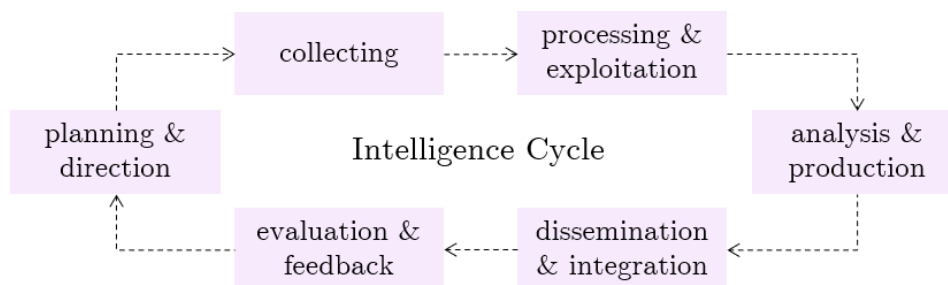 collecting
processing &
exploitation
planning &
direction
Intelligence Cycle
analysis &
production
evaluation &
feedback
dissemination
& integration